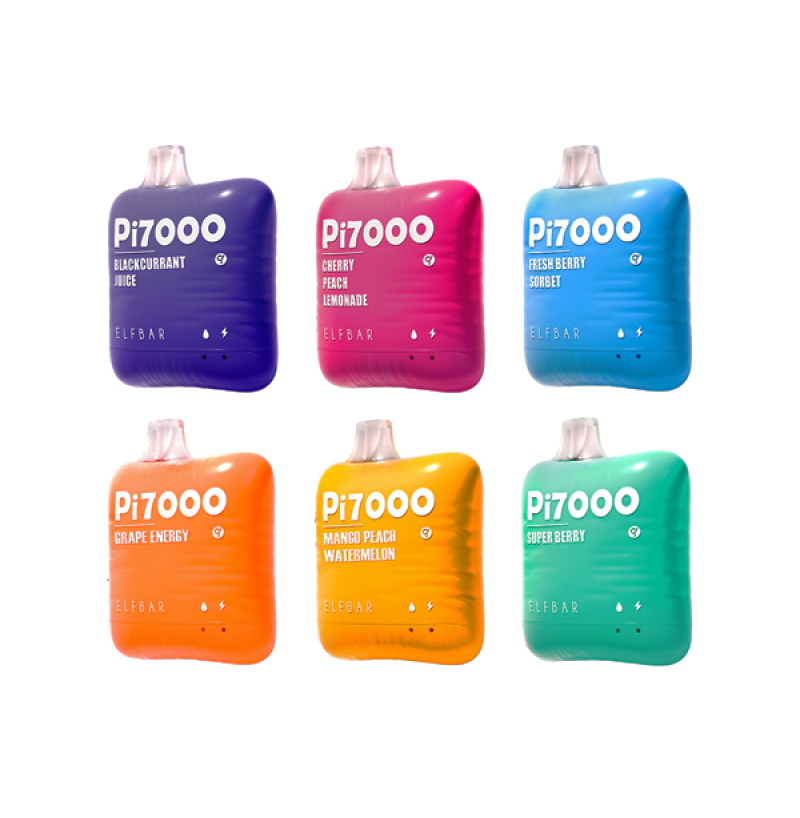 Pi7000
BLACKCURRANT
JUICE
ELFBAR
Pi7000
CHERRY
PEACH
LEMONADE
ELFBAR
Pi7000
FRESH BERRY
SORBET
ELFBAR
Pi7000
GRAPE ENERGY
ELFBAR
Pi7000
MANGO PEACH
WATERMELON
ELFBAR
Pi7000
SUPER BERRY
ELFBAR